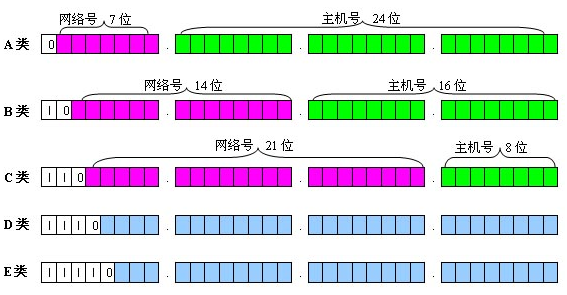 网络号 7 位 主机号 24 位
A 类 0 . . .
网络号 14 位 主机号 16 位
B 类 1 0 . . .
网络号 21 位 主机号 8 位
C 类 1 1 0 . . .
D 类 1 1 1 0 . . .
E 类 1 1 1 1 0 . . .